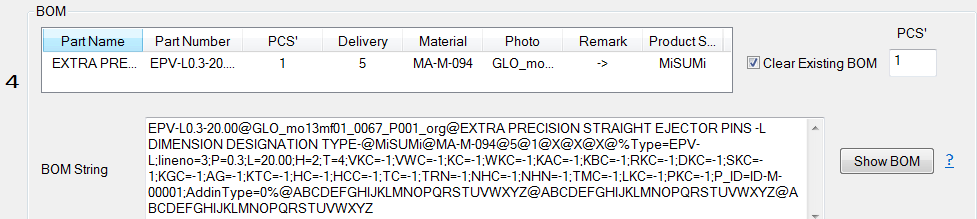 BOM
PCS'
Part Name Part Number PCS' Delivery Material Photo Remark Product S...
EXTRA PRE... EPV-L0.3-20.... 1 5 MA-M-094 GLO_mo... -> MiSUMi
Clear Existing BOM 1
4
EPV-L0.3-20.00@GLO_mo13mf01_0067_P001_org@EXTRA PRECISION STRAIGHT EJECTOR PINS -L
DIMENSION DESIGNATION TYPE-@MiSUMi@MA-M-094@5@1@X@X@X@%Type=EPV-
L;lineno=3;P=0.3;L=20.00;H=2;T=4;VKC=-1;VWC=-1;KC=-1;WKC=-1;KAC=-1;KBC=-1;RKC=-1;DKC=-1;SKC=-
1;KGC=-1;AG=-1;KTC=-1;HC=-1;HCC=-1;TC=-1;TRN=-1;NHC=-1;NHN=-1;TMC=-1;LKC=-1;PKC=-1;P_ID=ID-M-
00001;AddinType=0%@ABCDEFGHIJKLMNOPQRSTUVWXYZ@ABCDEFGHIJKLMNOPQRSTUVWXYZ@A
BCDEFGHIJKLMNOPQRSTUVWXYZ
BOM String
Show BOM ?